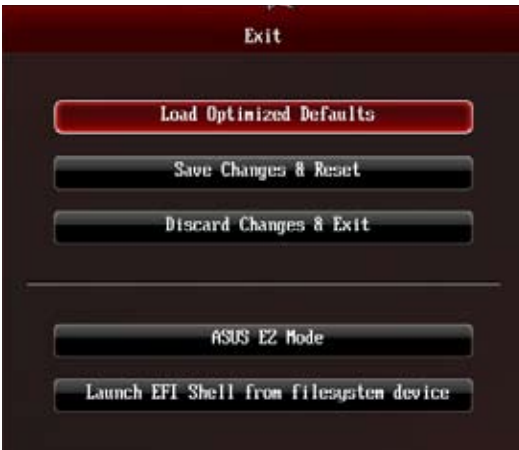 Exit
Load Optimized Defaults
Save Changes & Reset
Discard Changes & Exit
ASUS EZ Mode
Launch EFI Shell from filesystem device